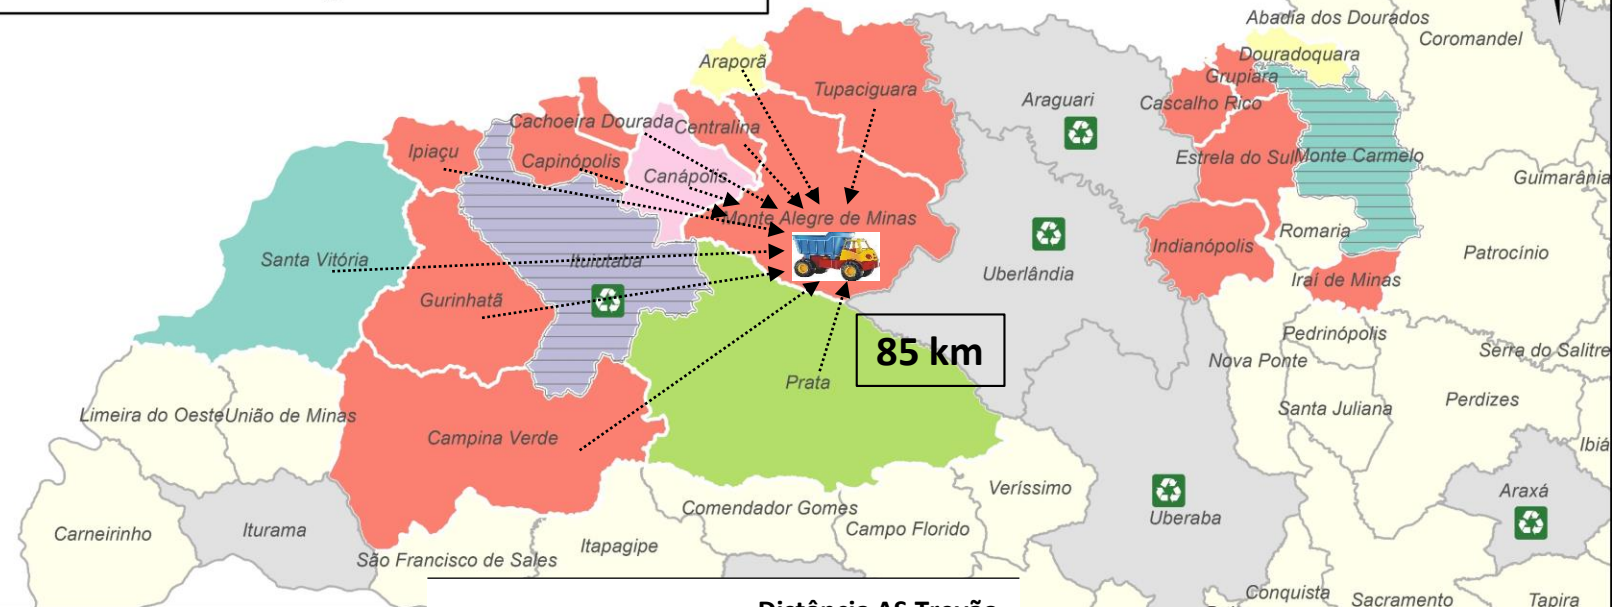 Abadia dos Dourados
Coromandel
Araporã
Douradoquara
Grupiara
Tupaciguara
Araguari
Cascalho Rico
Cachoeira Dourada
Centralina
Ipiaçu
Capinópolis
Estrela do Sul
Monte Carmelo
Canápolis
Guimarânia
Monte Alegre de Minas
Romaria
Indianópolis
Patrocínio
Santa Vitória
Ituiutaba
Uberlândia
Iraí de Minas
Gurinhatã
Pedrinópolis
85 km
Serra do Salitre
Nova Ponte
Prata
Perdizes
Limeira do Oeste
União de Minas
Santa Juliana
Campina Verde
Ibiá
Veríssimo
Araxá
Comendador Gomes
Uberaba
Carneirinho
Iturama
Campo Florido
Itapagipe
São Francisco de Sales
Conquista
Sacramento
Tapira
Distância AS Trevão